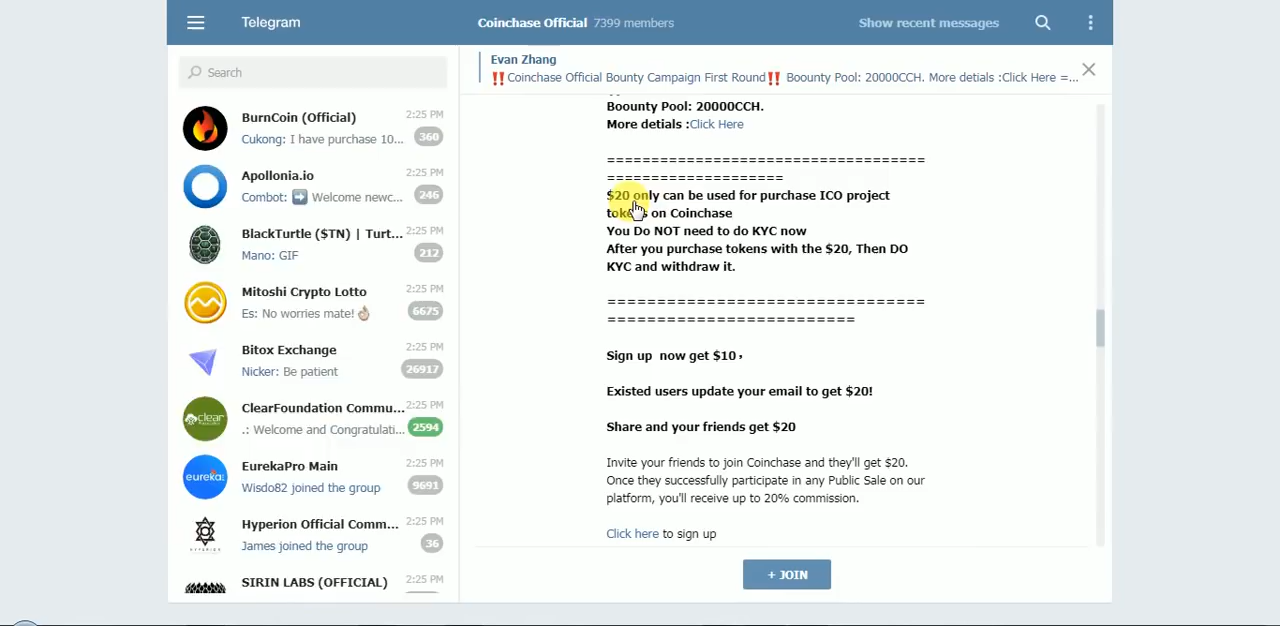 Telegram
Coinchase Official 7399 members
Show recent messages
Search
Evan Zhang
‼Coinchase Official Bounty Campaign First Round‼ Boounty Pool: 20000CCH. More detials :Click Here =...
BurnCoin (Official) 2:25 PM
Cukong: I have purchase 10... 360
Apollonia.io 2:25 PM
Combot: ➡ Welcome newc... 246
BlackTurtle ($TN) | Turt... 2:25 PM
Mano: GIF 212
Mitoshi Crypto Lotto 2:25 PM
Es: No worries mate!👌 6675
Bitox Exchange 2:25 PM
Nicker: Be patient 26917
ClearFoundation Commu... 2:25 PM
.: Welcome and Congratulati... 2594
EurekaPro Main 2:25 PM
Wisdo82 joined the group 9691
Hyperion Official Comm... 2:25 PM
James joined the group 36
SIRIN LABS (OFFICIAL) 2:25 PM
clear
eureka
Boounty Pool: 20000CCH.
More detials :Click Here
====================================
====================
$20 only can be used for purchase ICO project
tokens on Coinchase
You Do NOT need to do KYC now
After you purchase tokens with the $20, Then DO
KYC and withdraw it.
====================================
============================
Sign up now get $10，
Existed users update your email to get $20!
Share and your friends get $20
Invite your friends to join Coinchase and they'll get $20.
Once they successfully participate in any Public Sale on our
platform, you'll receive up to 20% commission.
Click here to sign up
+ JOIN